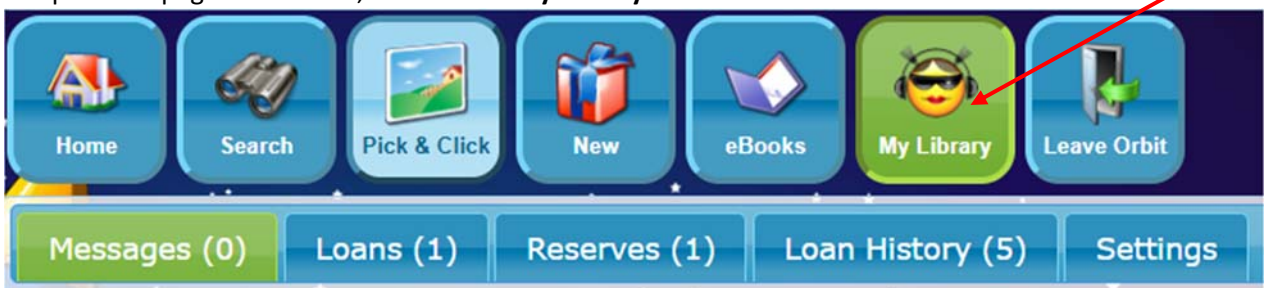 Home Search Pick & Click New eBooks My Library Leave Orbit
Messages (0) Loans (1) Reserves (1) Loan History (5) Settings